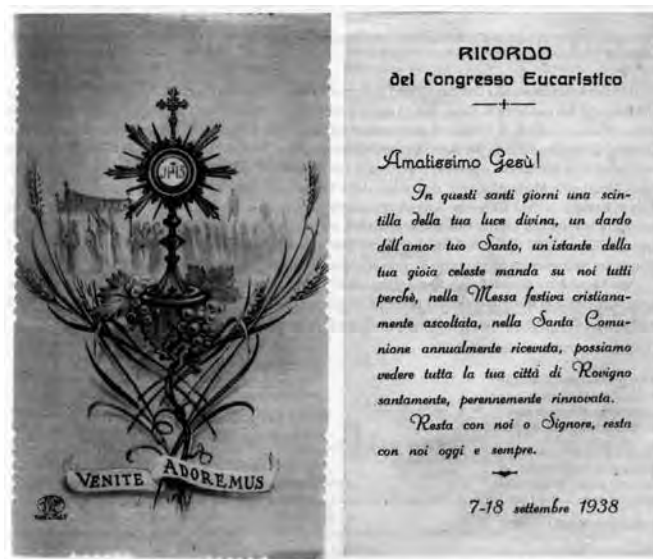 JHS
VENITE ADOREMUS
RICORDO
del Congresso Eucaristico
Amatissimo Gesù!
In questi santi giorni una scin-
tilla della tua luce divina, un dardo
dell'amor tuo Santo, un'istante della
tua gioia celeste manda su noi tutti
perchè, nella Messa festiva cristiana-
mente ascoltata, nella Santa Comu-
nione annualmente ricevuta, possiamo
vedere tutta la tua città di Rovigno
santamente, perennemente rinnovata.
Resta con noi o Signore, resta
con noi oggi e sempre.
7-18 settembre 1938